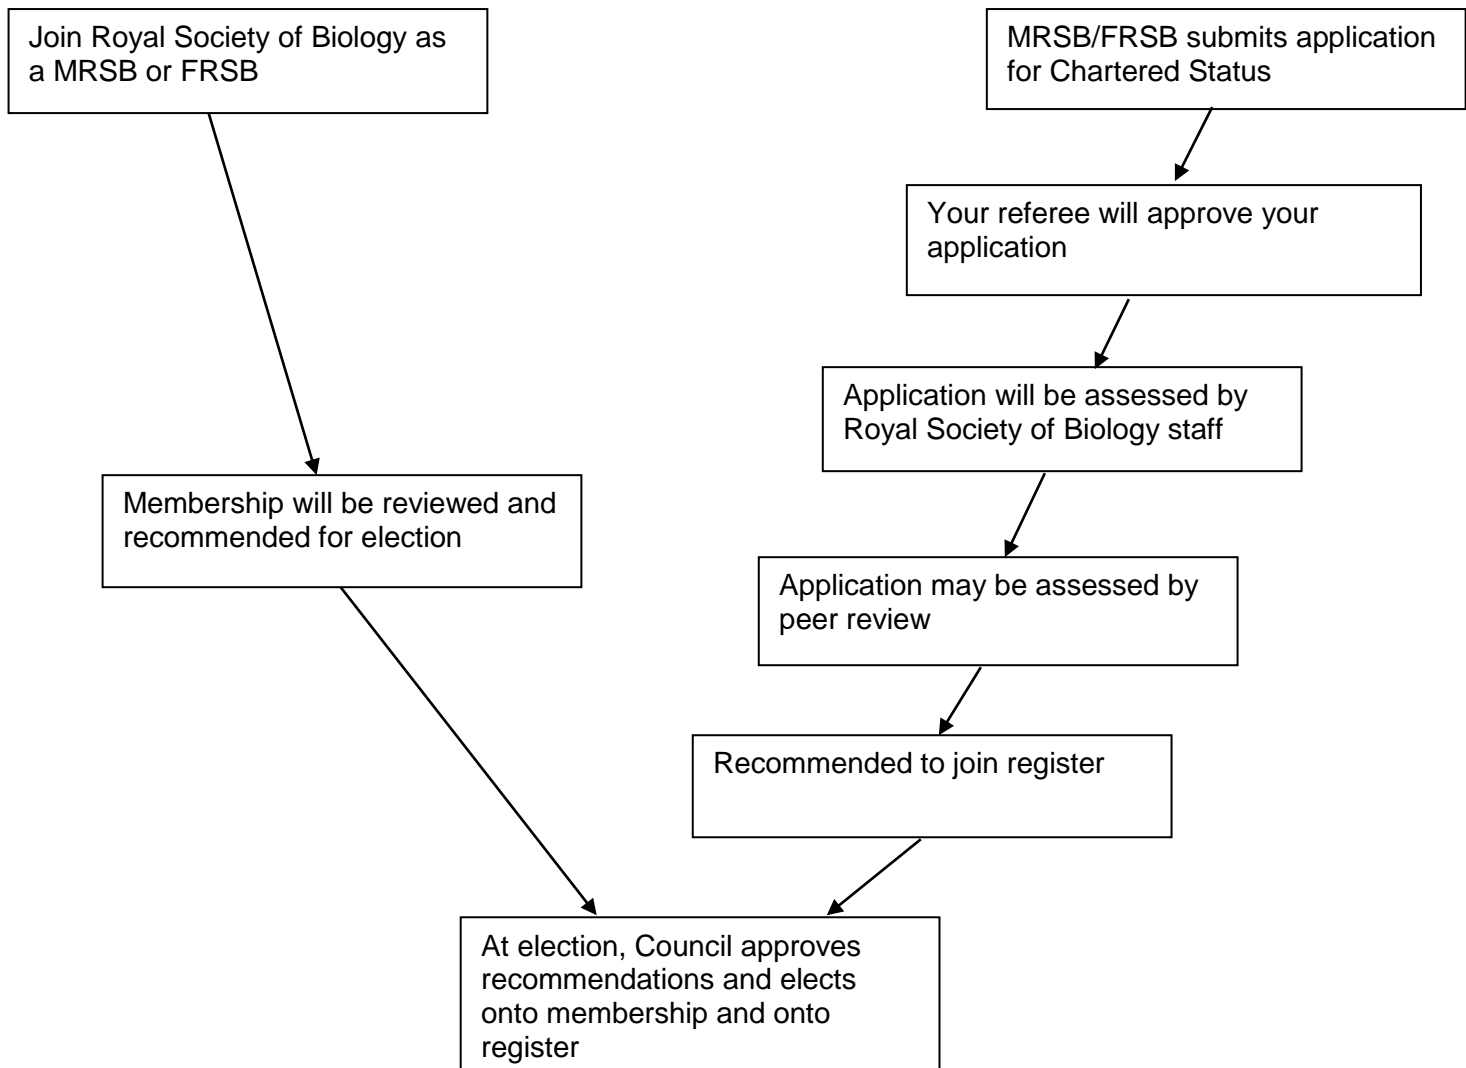 Join Royal Society of Biology as
a MRSB or FRSB
MRSB/FRSB submits application
for Chartered Status
Your referee will approve your
application
Application will be assessed by
Royal Society of Biology staff
Membership will be reviewed and
recommended for election
Application may be assessed by
peer review
Recommended to join register
At election, Council approves
recommendations and elects
onto membership and onto
register